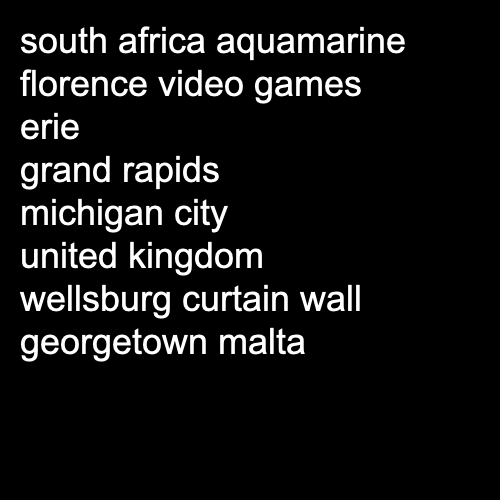 south africa aquamarine
florence video games
erie
grand rapids
michigan city
united kingdom
wellsburg curtain wall
georgetown malta